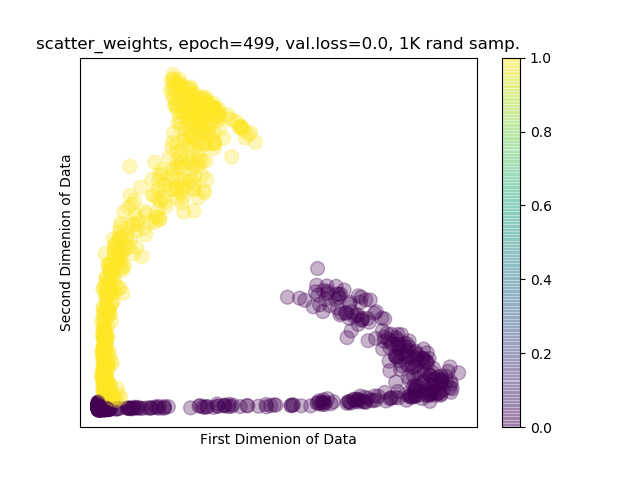 scatter_weights, epoch=499, val.loss=0.0, 1K rand samp.
Second Dimenion of Data
First Dimenion of Data
1.0
0.8
0.6
0.4
0.2
0.0